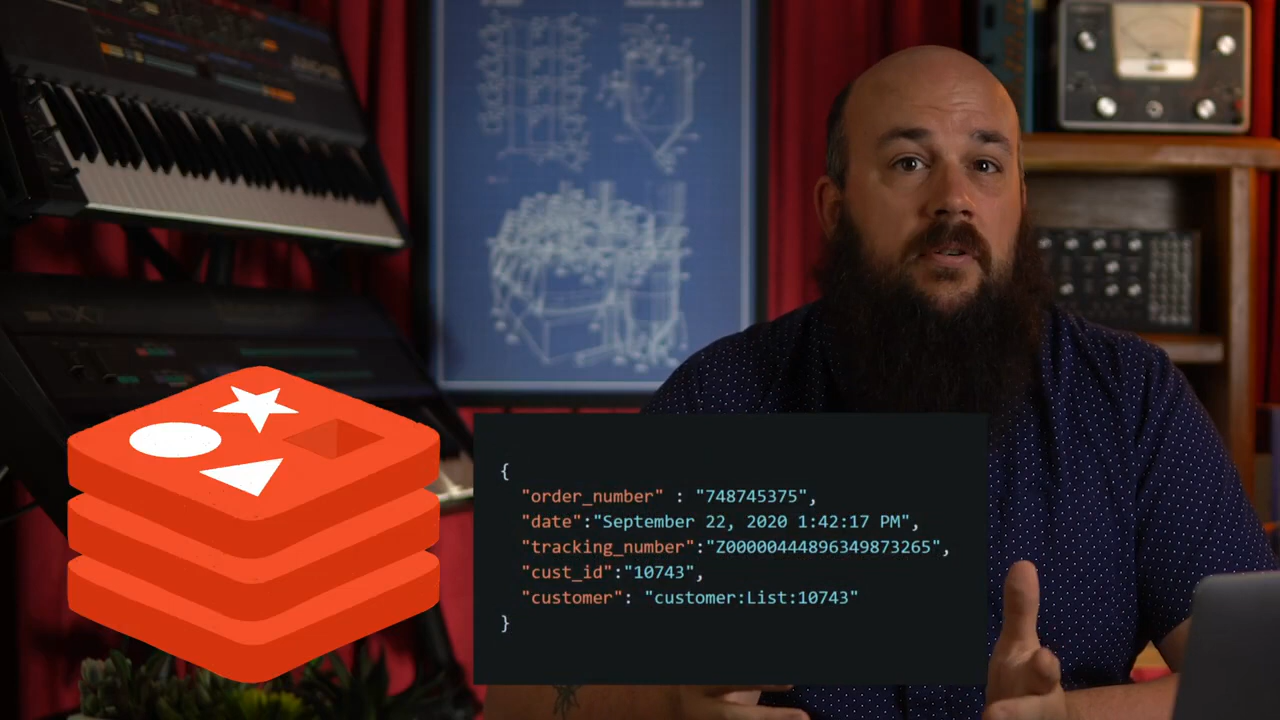 {
"order_number" : "748745375",
"date":"September 22, 2020 1:42:17 PM",
"tracking_number":"Z00000444896349873265",
"cust_id":"10743",
"customer": "customer:List:10743"
}